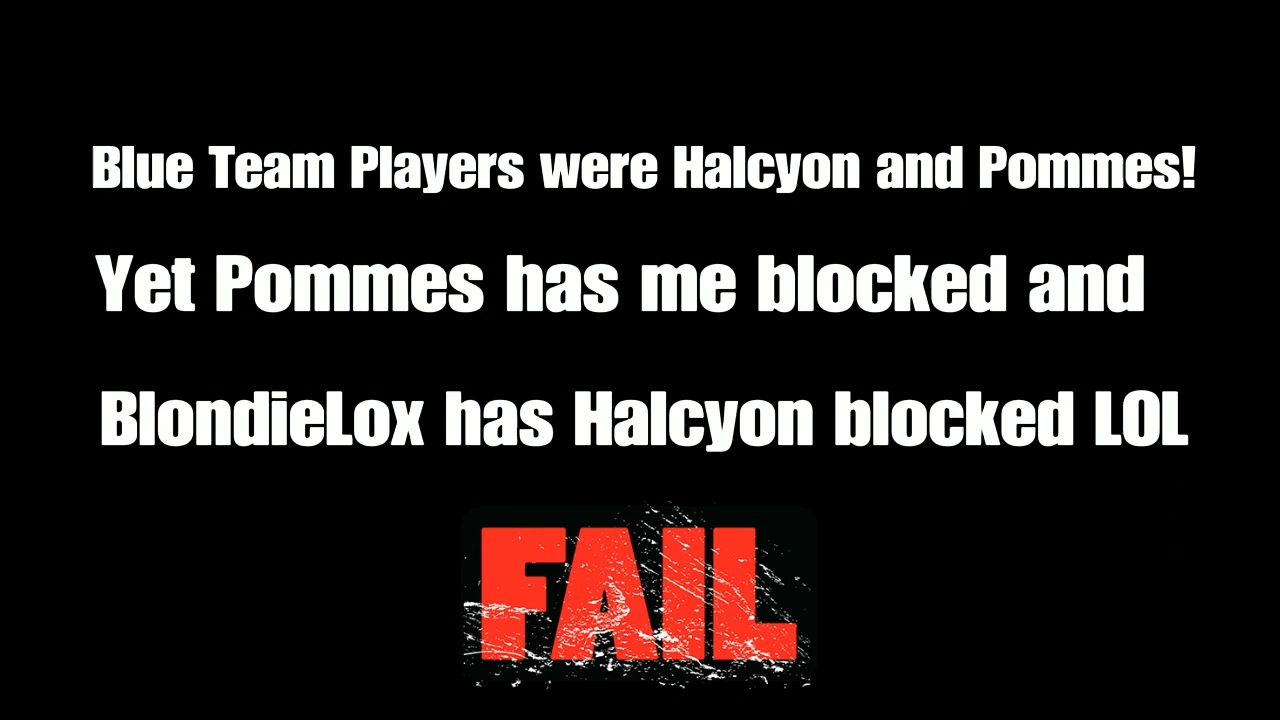 Blue Team Players were Halcyon and Pommes!
Yet Pommes has me blocked and
BlondieLox has Halcyon blocked LOL
FAIL